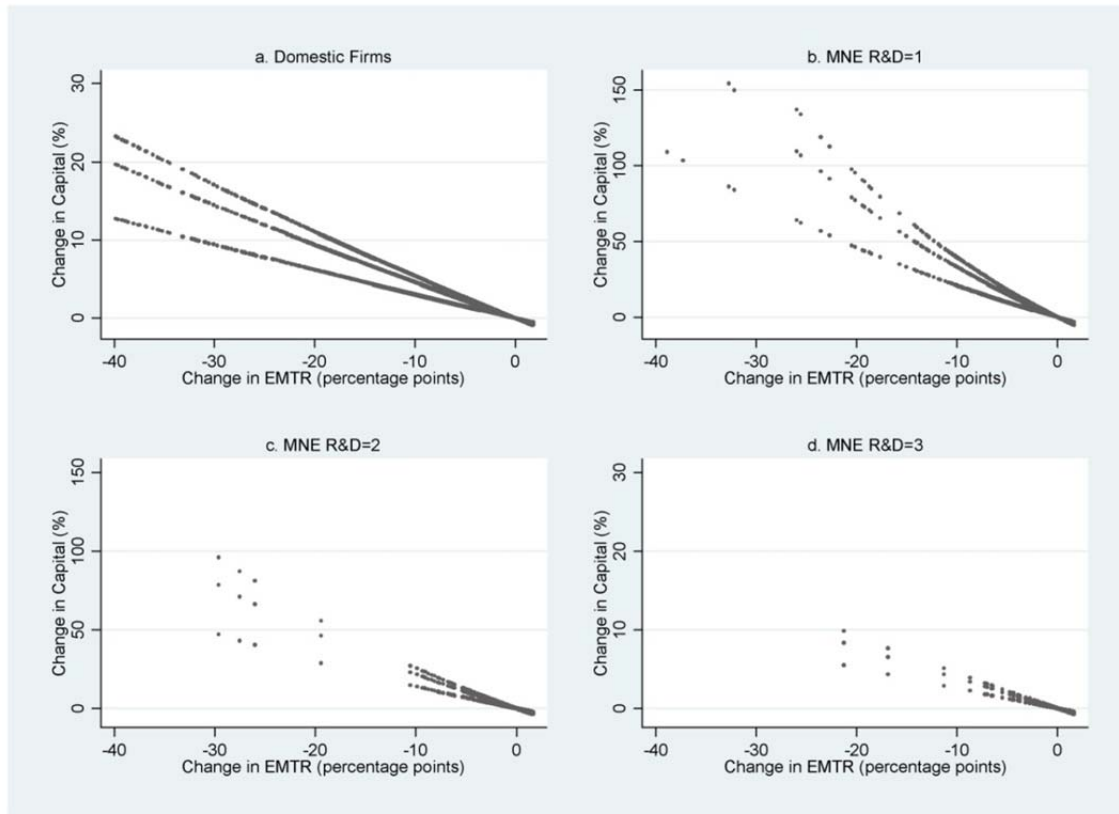 a. Domestic Firms
Change in Capital (%)
30
20
10
0
-40 -30 -20 -10 0
Change in EMTR (percentage points)
b. MNE R&D=1
Change in Capital (%)
150
100
50
0
-40 -30 -20 -10 0
Change in EMTR (percentage points)
c. MNE R&D=2
Change in Capital (%)
150
100
50
0
-40 -30 -20 -10 0
Change in EMTR (percentage points)
d. MNE R&D=3
Change in Capital (%)
30
20
10
0
-40 -30 -20 -10 0
Change in EMTR (percentage points)